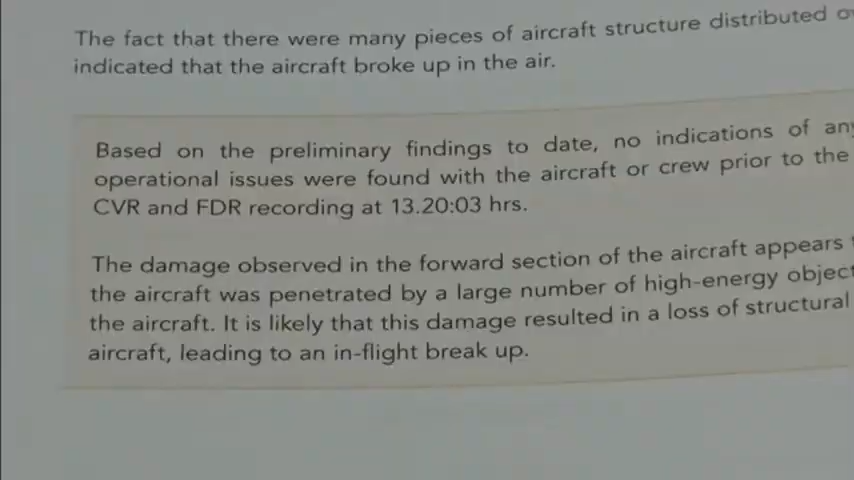 The fact that there were many pieces of aircraft structure distributed
indicated that the aircraft broke up in the air.
Based on the preliminary findings to date, no indications of any
operational issues were found with the aircraft or crew prior to the
CVR and FDR recording at 13.20:03 hrs.
The damage observed in the forward section of the aircraft appears
the aircraft was penetrated by a large number of high-energy object
the aircraft. It is likely that this damage resulted in a loss of structural
aircraft, leading to an in-flight break up.